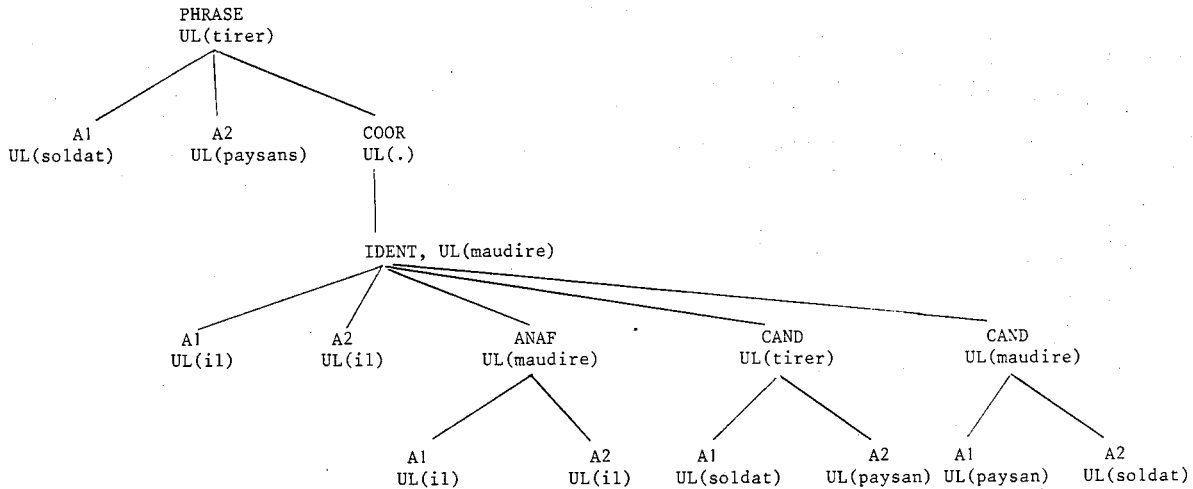 PHRASE
UL(tirer)
A1 A2 COOR
UL(soldat) UL(paysans) UL(.)
IDENT, UL(maudire)
A1 A2 ANAF CAND CAND
UL(il) UL(il) UL(maudire) UL(tirer) UL(maudire)
A1 A2 A1 A2 A1 A2
UL(il) UL(il) UL(soldat) UL(paysan) UL(paysan) UL(soldat)